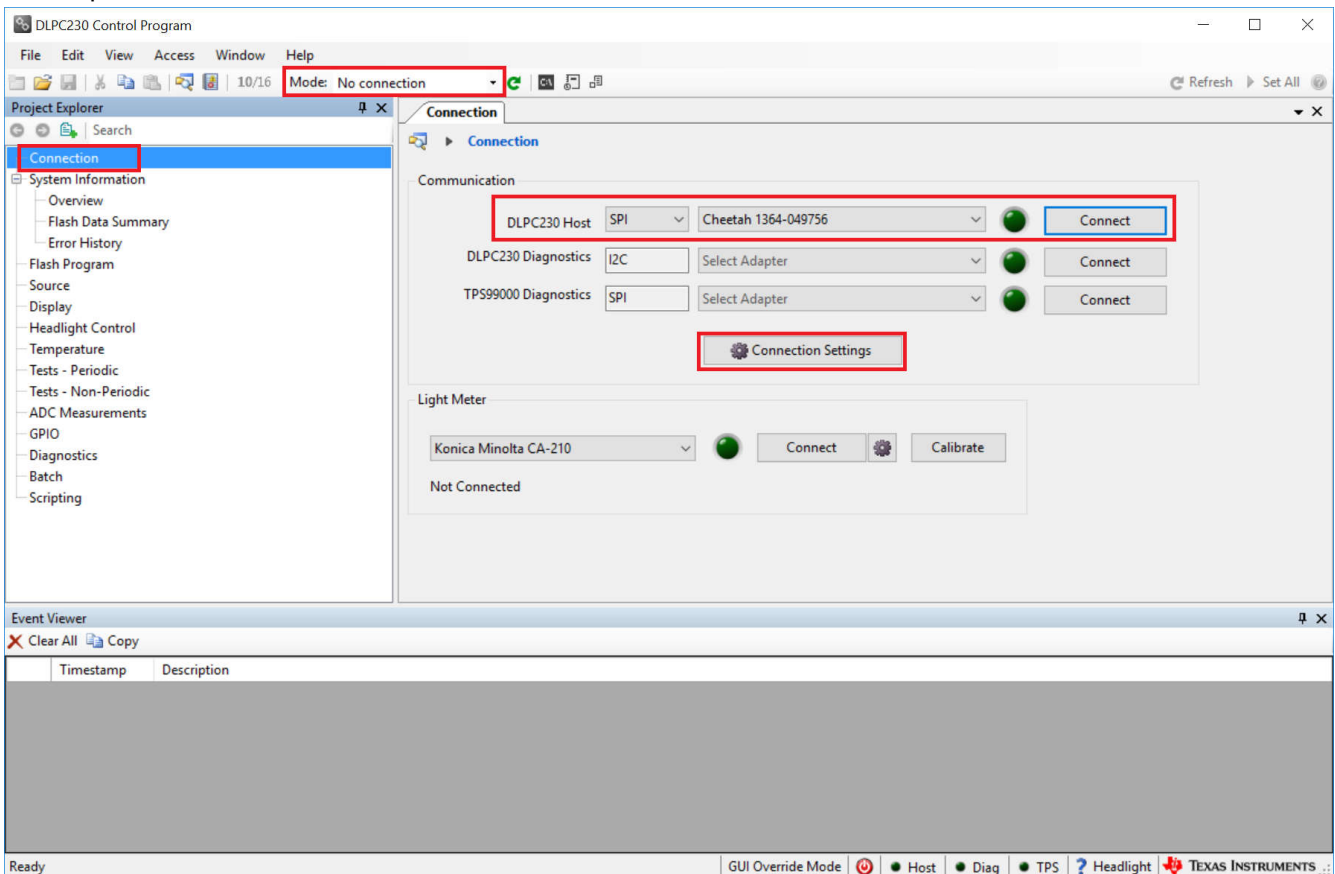 DLPC230 Control Program
File Edit View Access Window Help
10/16 Mode: No connection C:\ Refresh Set All
Project Explorer
Search
Connection
System Information
Overview
Flash Data Summary
Error History
Flash Program
Source
Display
Headlight Control
Temperature
Tests - Periodic
Tests - Non-Periodic
ADC Measurements
GPIO
Diagnostics
Batch
Scripting
Connection
Connection
Communication
DLPC230 Host SPI Cheetah 1364-049756 Connect
DLPC230 Diagnostics I2C Select Adapter Connect
TPS99000 Diagnostics SPI Select Adapter Connect
Connection Settings
Light Meter
Konica Minolta CA-210 Connect Calibrate
Not Connected
Event Viewer
Clear All Copy
Timestamp Description
Ready GUI Override Mode Host Diag TPS ? Headlight TEXAS INSTRUMENTS